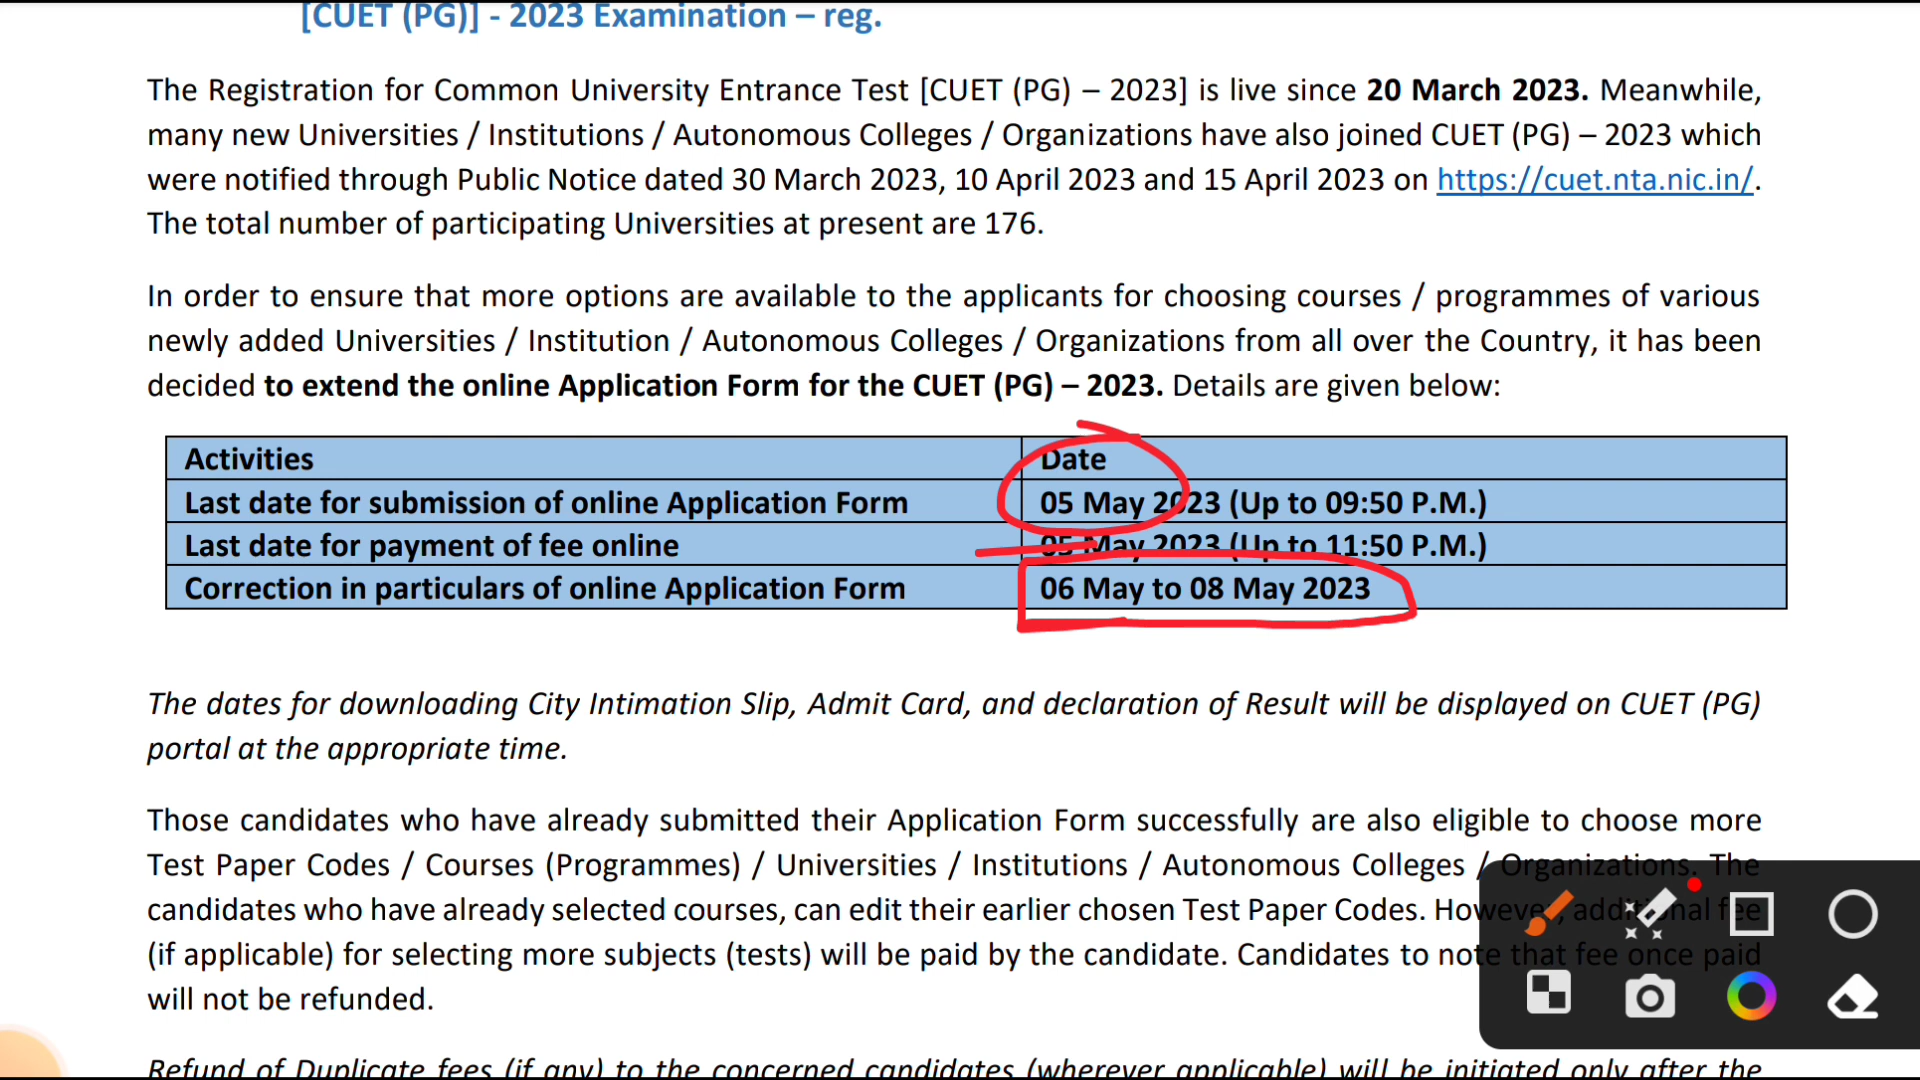 [CUET (PG)] - 2023 Examination – reg.
The Registration for Common University Entrance Test [CUET (PG) – 2023] is live since 20 March 2023. Meanwhile,
many new Universities / Institutions / Autonomous Colleges / Organizations have also joined CUET (PG) – 2023 which
were notified through Public Notice dated 30 March 2023, 10 April 2023 and 15 April 2023 on https://cuet.nta.nic.in/.
The total number of participating Universities at present are 176.
In order to ensure that more options are available to the applicants for choosing courses / programmes of various
newly added Universities / Institution / Autonomous Colleges / Organizations from all over the Country, it has been
decided to extend the online Application Form for the CUET (PG) – 2023. Details are given below:
Activities Date
Last date for submission of online Application Form 05 May 2023 (Up to 09:50 P.M.)
Last date for payment of fee online 05 May 2023 (Up to 11:50 P.M.)
Correction in particulars of online Application Form 06 May to 08 May 2023
The dates for downloading City Intimation Slip, Admit Card, and declaration of Result will be displayed on CUET (PG)
portal at the appropriate time.
Those candidates who have already submitted their Application Form successfully are also eligible to choose more
Test Paper Codes / Courses (Programmes) / Universities / Institutions / Autonomous Colleges / Organizations. The
candidates who have already selected courses, can edit their earlier chosen Test Paper Codes. However, additional fee
(if applicable) for selecting more subjects (tests) will be paid by the candidate. Candidates to note that fee once paid
will not be refunded.
Refund of Duplicate fees (if any) to the concerned candidates (wherever applicable) will be initiated only after the